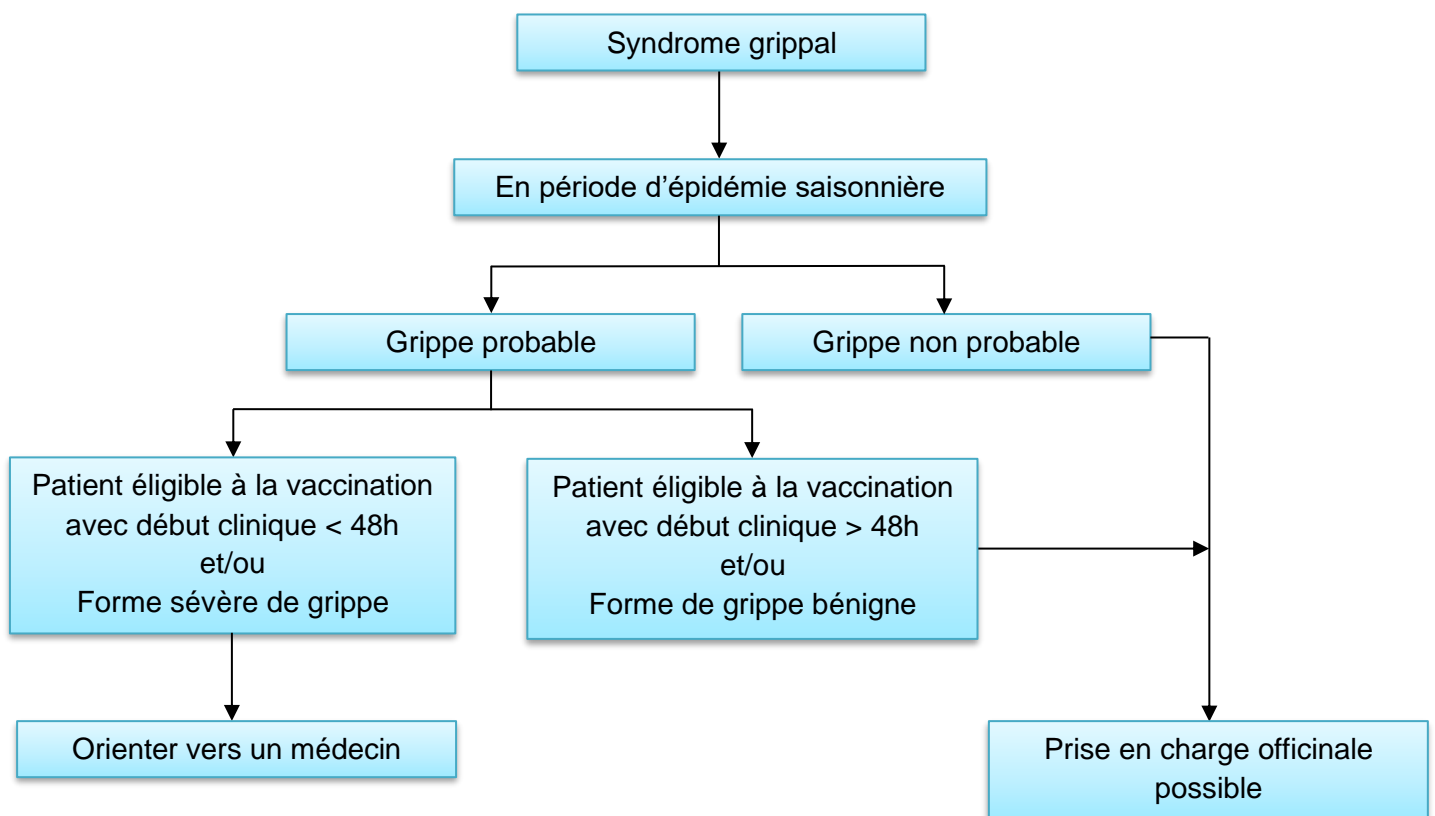 Syndrome grippal
En période d’épidémie saisonnière
Grippe probable
Grippe non probable
Patient éligible à la vaccination
avec début clinique < 48h
et/ou
Forme sévère de grippe
Patient éligible à la vaccination
avec début clinique > 48h
et/ou
Forme de grippe bénigne
Orienter vers un médecin
Prise en charge officinale
possible